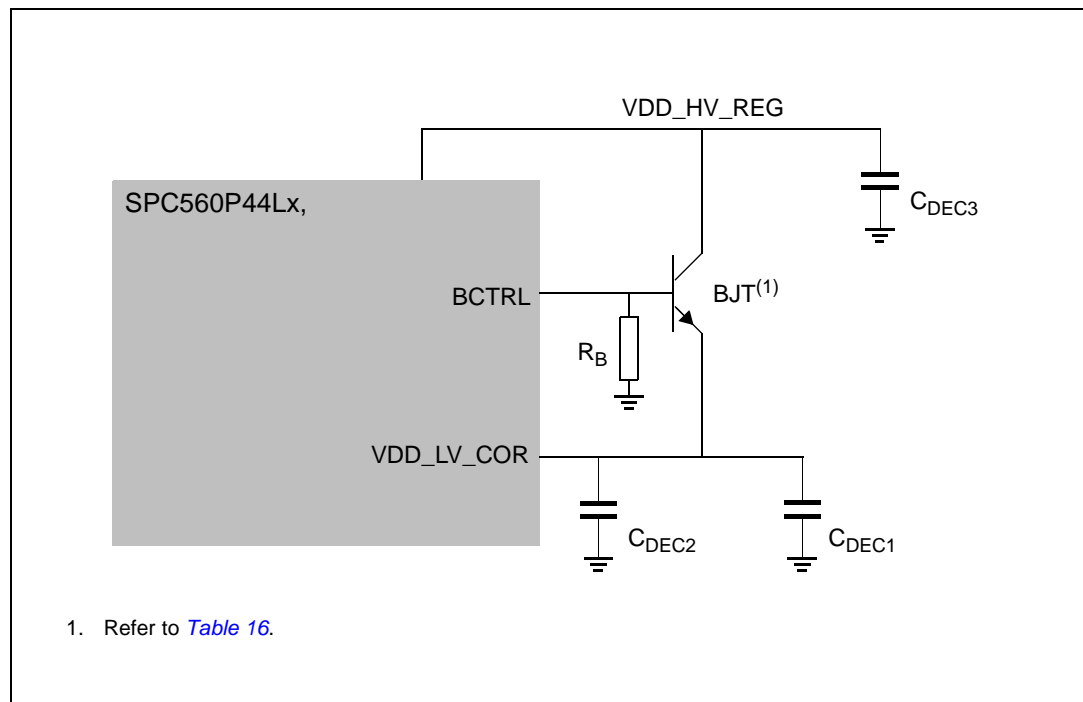 VDD_HV_REG
SPC560P44Lx,
CDEC3
BCTRL
BJT(1)
RB
VDD_LV_COR
CDEC2
CDEC1
1. Refer to Table 16.